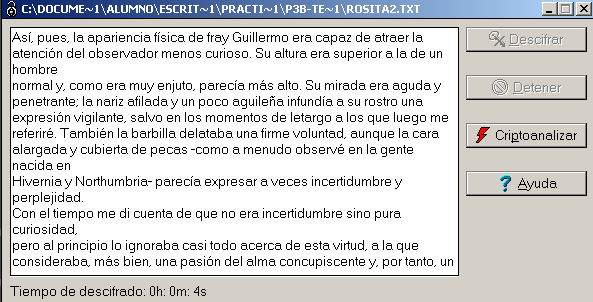 C:\DOCUME~1\ALUMNO\ESCRIT~1\PRACTI~1\P3B-TE~1\ROSITA2.TXT
Así, pues, la apariencia física de fray Guillermo era capaz de atraer la
atención del observador menos curioso. Su altura era superior a la de un
hombre
normal y, como era muy enjuto, parecía más alto. Su mirada era aguda y
penetrante; la nariz afilada y un poco aguileña infundía a su rostro una
expresión vigilante, salvo en los momentos de letargo a los que luego me
referiré. También la barbilla delataba una firme voluntad, aunque la cara
alargada y cubierta de pecas -como a menudo observé en la gente
nacida en
Hivernia y Northumbria- parecía expresar a veces incertidumbre y
perplejidad.
Con el tiempo me di cuenta de que no era incertidumbre sino pura
curiosidad,
pero al principio lo ignoraba casi todo acerca de esta virtud, a la que
consideraba, más bien, una pasión del alma concupiscente y, por tanto, un
Descifrar
Detener
Criptoanalizar
Ayuda
Tiempo de descifrado: 0h: 0m: 4s